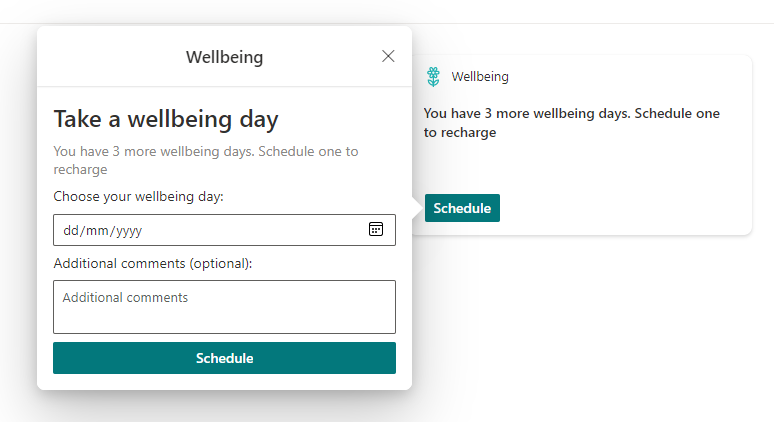 Wellbeing
Take a wellbeing day
You have 3 more wellbeing days. Schedule one to
recharge
Choose your wellbeing day:
dd/mm/yyyy
Additional comments (optional):
Additional comments
Schedule
Wellbeing
You have 3 more wellbeing days. Schedule one
to recharge
Schedule